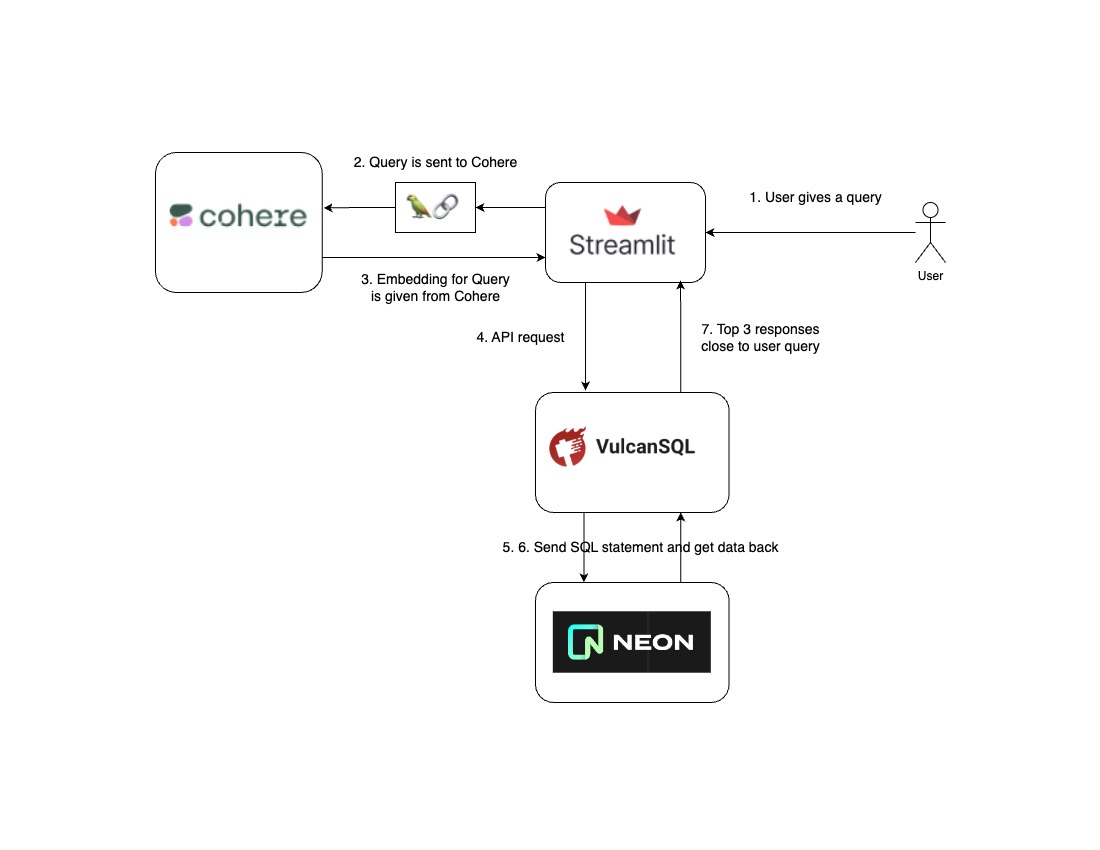 2. Query is sent to Cohere
1. User gives a query
cohere
Streamlit
User
3. Embedding for Query
is given from Cohere
4. API request
7. Top 3 responses
close to user query
VulcanSQL
5. 6. Send SQL statement and get data back
NEON